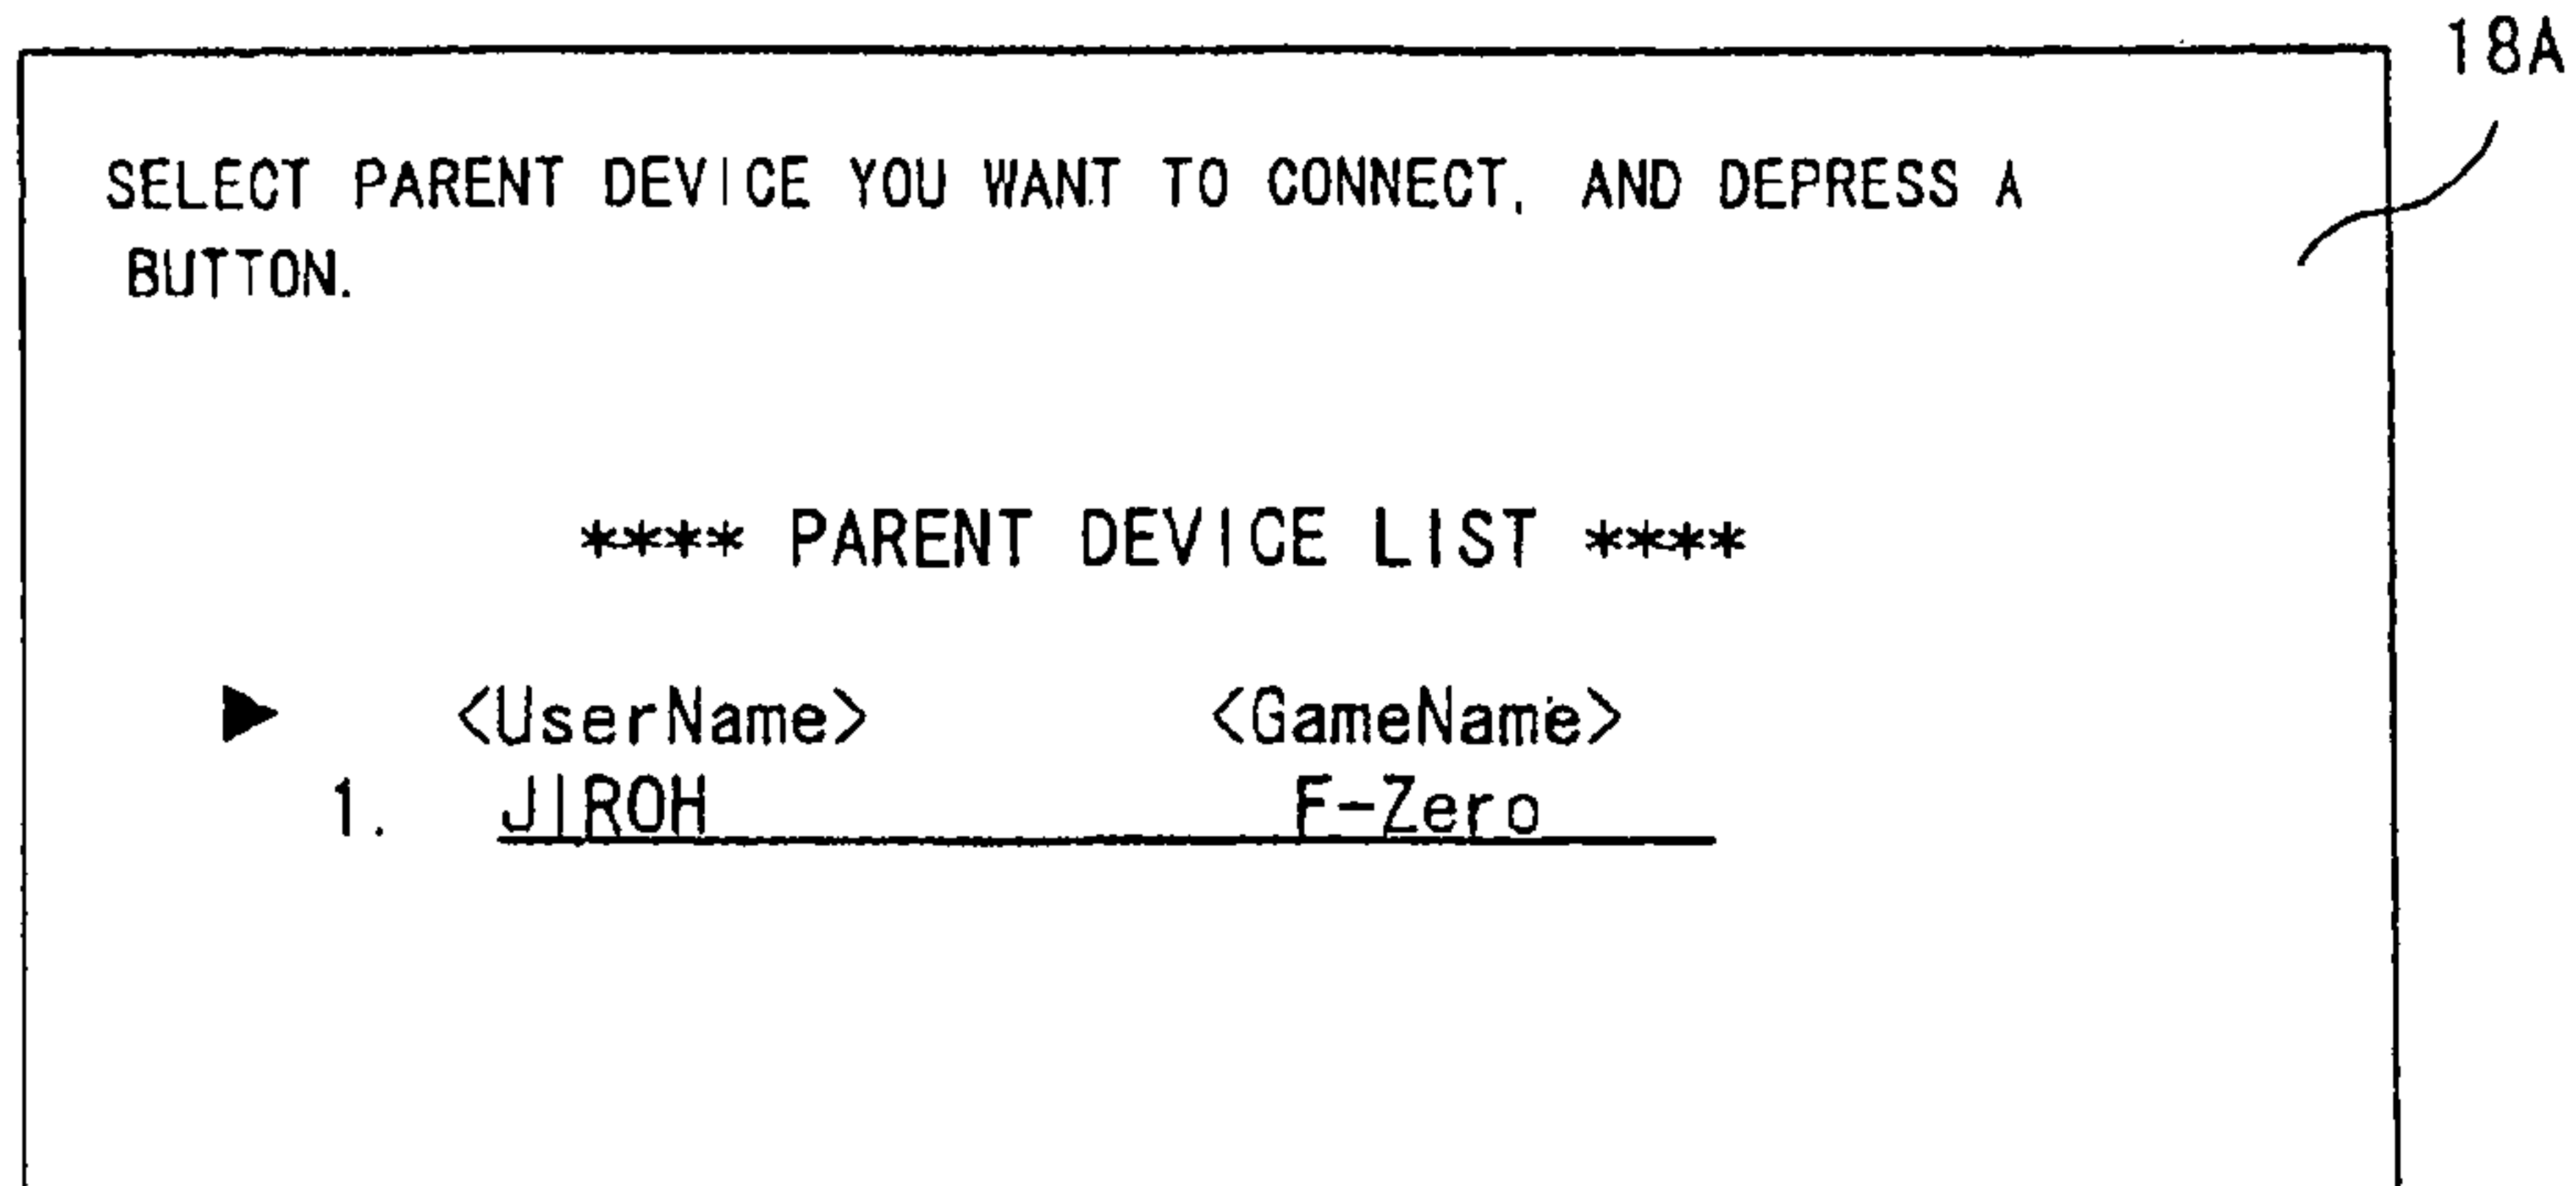 18A
SELECT PARENT DEVICE YOU WANT TO CONNECT, AND DEPRESS A
BUTTON.
**** PARENT DEVICE LIST ****
▶ <UserName> <GameName>
1. JIROH F-Zero